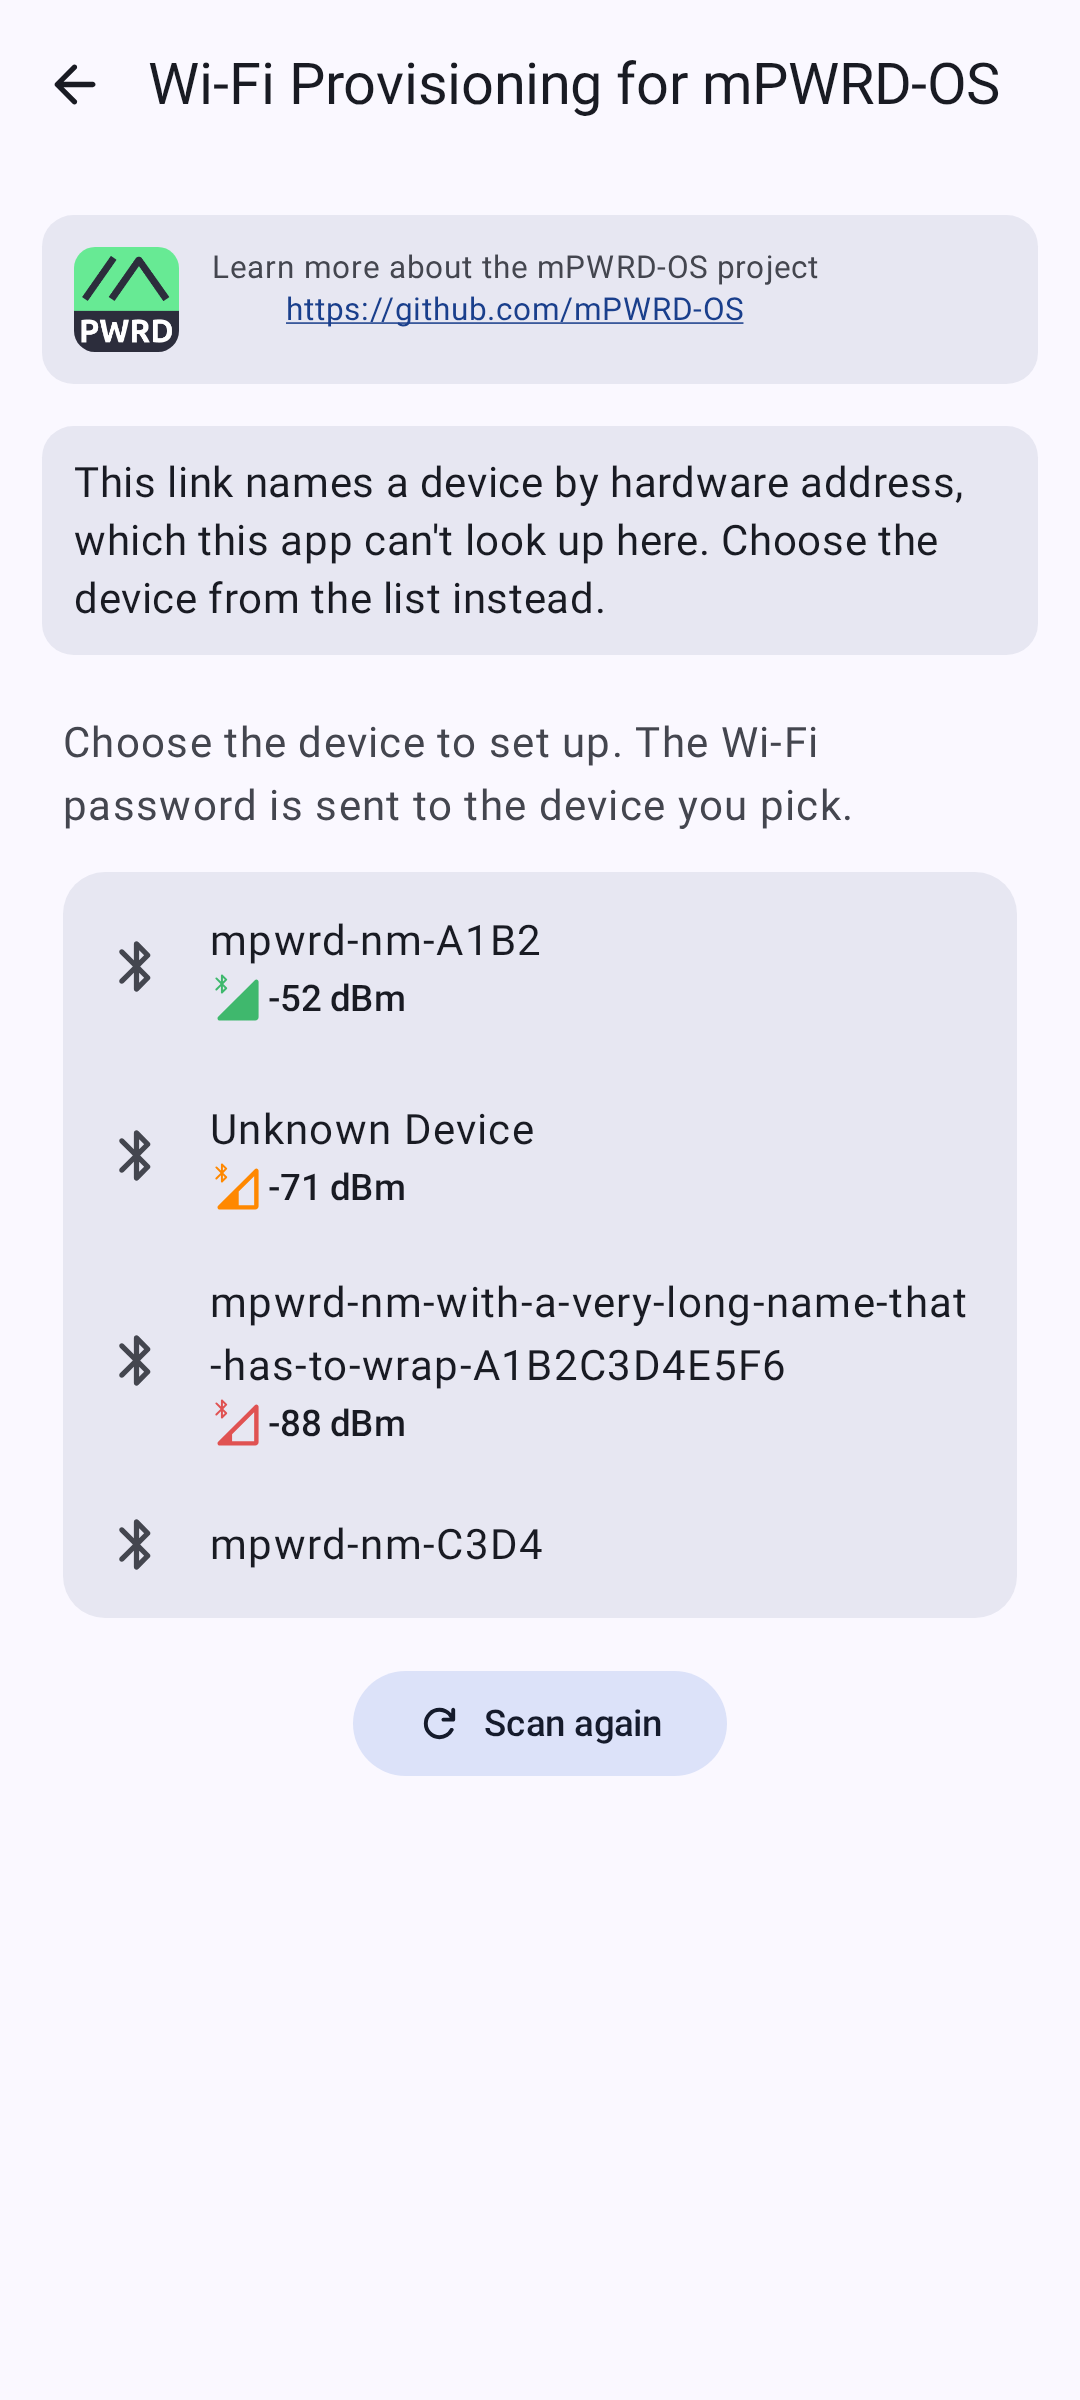 Wi-Fi Provisioning for mPWRD-OS
PWRD
Learn more about the mPWRD-OS project
https://github.com/mPWRD-OS
This link names a device by hardware address,
which this app can't look up here. Choose the
device from the list instead.
Choose the device to set up. The Wi-Fi
password is sent to the device you pick.
mpwrd-nm-A1B2
-52 dBm
Unknown Device
-71 dBm
mpwrd-nm-with-a-very-long-name-that
-has-to-wrap-A1B2C3D4E5F6
-88 dBm
mpwrd-nm-C3D4
Scan again